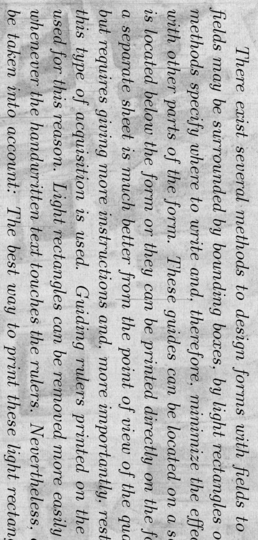 There exist several methods to design forms with fields to
fields may be surrounded by bounding boxes, by light rectangles o
methods specify where to write and, therefore, minimize the effe
with other parts of the form. These guides can be located on a s
is located below the form or they can be printed directly on the f
a separate sheet is much better from the point of view of the qua
but requires giving more instructions and, more importantly, rest
this type of acquisition is used. Guiding rulers printed on the
used for this reason. Light rectangles can be removed more easily
whenever the handwritten text touches the rulers. Nevertheless,
be taken into account: The best way to print these light rectang